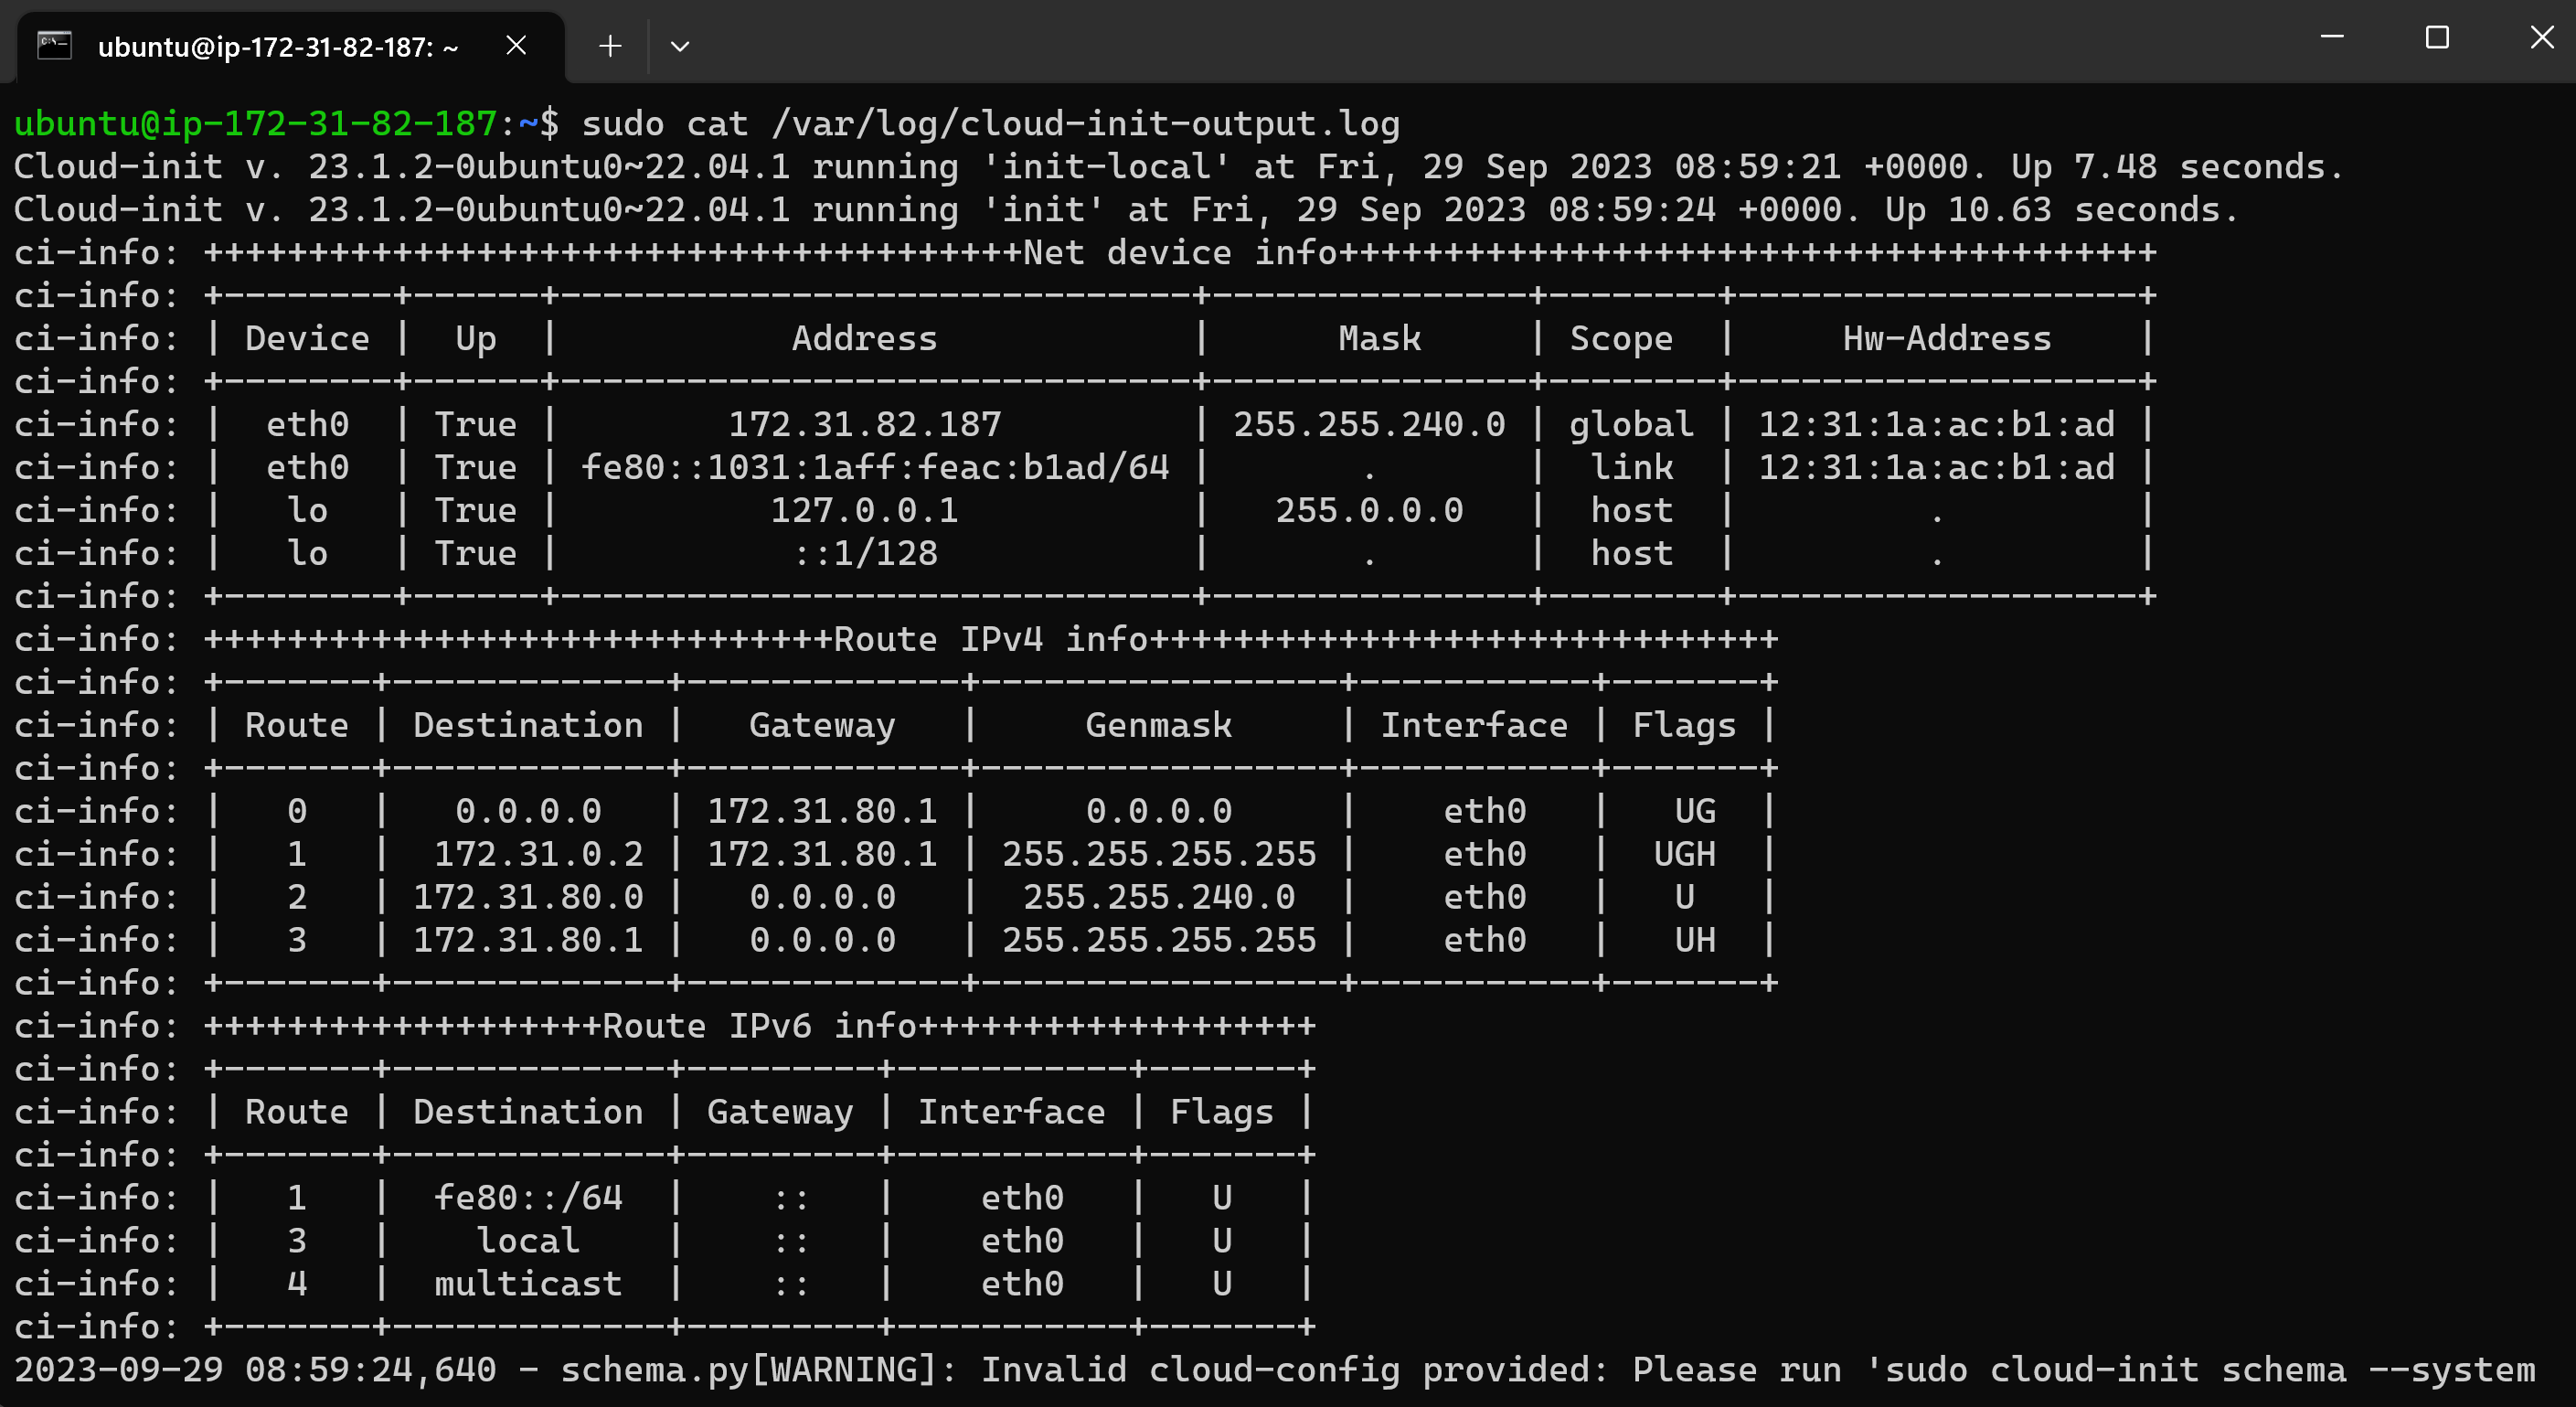 ubuntu@ip-172-31-82-187: ~
ubuntu@ip-172-31-82-187:~$ sudo cat /var/log/cloud-init-output.log
Cloud-init v. 23.1.2-0ubuntu0~22.04.1 running 'init-local' at Fri, 29 Sep 2023 08:59:21 +0000. Up 7.48 seconds.
Cloud-init v. 23.1.2-0ubuntu0~22.04.1 running 'init' at Fri, 29 Sep 2023 08:59:24 +0000. Up 10.63 seconds.
ci-info: +++++++++++++++++++++++++++++++++++++++Net device info+++++++++++++++++++++++++++++++++++++++
ci-info: +--------+------+------------------------------+---------------+--------+-------------------+
ci-info: | Device |  Up  |           Address            |      Mask     | Scope  |     Hw-Address    |
ci-info: +--------+------+------------------------------+---------------+--------+-------------------+
ci-info: |  eth0  | True |        172.31.82.187         | 255.255.240.0 | global | 12:31:1a:ac:b1:ad |
ci-info: |  eth0  | True | fe80::1031:1aff:feac:b1ad/64 |       .       |  link  | 12:31:1a:ac:b1:ad |
ci-info: |   lo   | True |          127.0.0.1           |   255.0.0.0   |  host  |         .         |
ci-info: |   lo   | True |           ::1/128            |       .       |  host  |         .         |
ci-info: +--------+------+------------------------------+---------------+--------+-------------------+
ci-info: ++++++++++++++++++++++++++++++Route IPv4 info++++++++++++++++++++++++++++++
ci-info: +-------+-------------+-------------+-----------------+-----------+-------+
ci-info: | Route | Destination |   Gateway   |     Genmask     | Interface | Flags |
ci-info: +-------+-------------+-------------+-----------------+-----------+-------+
ci-info: |   0   |   0.0.0.0   | 172.31.80.1 |     0.0.0.0     |    eth0   |   UG  |
ci-info: |   1   |  172.31.0.2 | 172.31.80.1 | 255.255.255.255 |    eth0   |  UGH  |
ci-info: |   2   | 172.31.80.0 |   0.0.0.0   |  255.255.240.0  |    eth0   |   U   |
ci-info: |   3   | 172.31.80.1 |   0.0.0.0   | 255.255.255.255 |    eth0   |   UH  |
ci-info: +-------+-------------+-------------+-----------------+-----------+-------+
ci-info: +++++++++++++++++++Route IPv6 info+++++++++++++++++++
ci-info: +-------+-------------+---------+-----------+-------+
ci-info: | Route | Destination | Gateway | Interface | Flags |
ci-info: +-------+-------------+---------+-----------+-------+
ci-info: |   1   |  fe80::/64  |    ::   |    eth0   |   U   |
ci-info: |   3   |    local    |    ::   |    eth0   |   U   |
ci-info: |   4   |  multicast  |    ::   |    eth0   |   U   |
ci-info: +-------+-------------+---------+-----------+-------+
2023-09-29 08:59:24,640 - schema.py[WARNING]: Invalid cloud-config provided: Please run 'sudo cloud-init schema --system